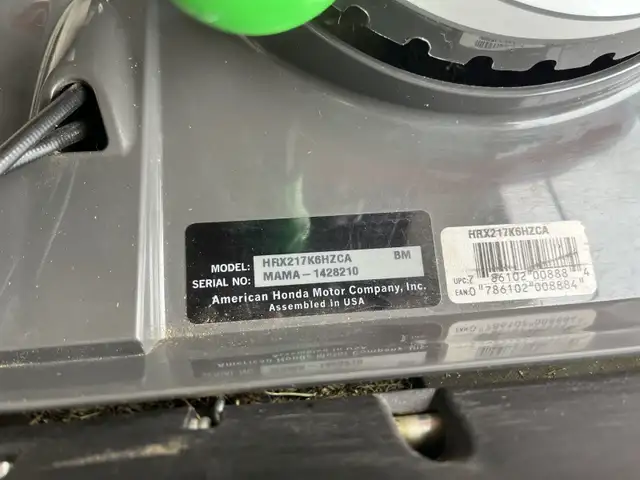 MODEL: HRX217K6HZCA BM
SERIAL NO: MAMA-1428210
American Honda Motor Company, Inc.
Assembled in USA
HRX217K6HZCA
UPC: 7 86102 00888 4
EAN: 0 786102 008884